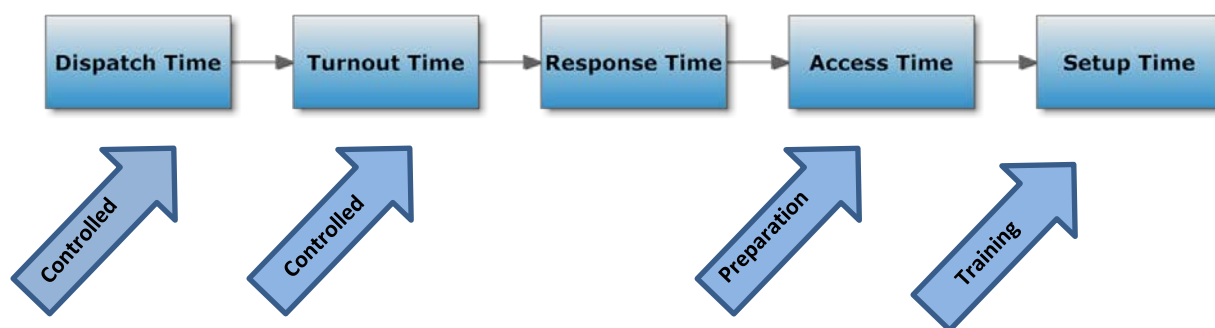 Dispatch Time
Turnout Time
Response Time
Access Time
Setup Time
Controlled
Controlled
Preparation
Training